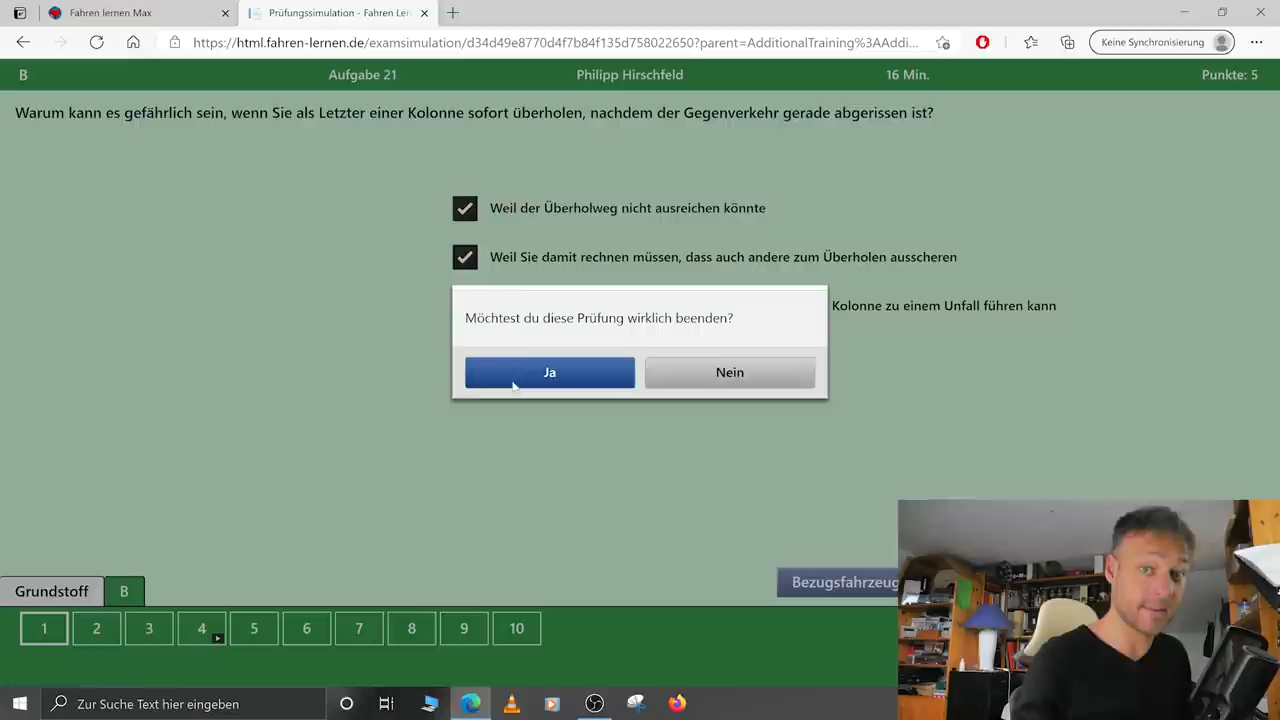 Fahren lernen Max
Prüfungssimulation - Fahren Ler
https://html.fahren-lernen.de/examsimulation/d34d49e8770d4f7b84f135d758022650?parent=AdditionalTraining%3AAddi...
Keine Synchronisierung
B
Aufgabe 21
Philipp Hirschfeld
16 Min.
Punkte: 5
Warum kann es gefährlich sein, wenn Sie als Letzter einer Kolonne sofort überholen, nachdem der Gegenverkehr gerade abgerissen ist?
Weil der Überholweg nicht ausreichen könnte
Weil Sie damit rechnen müssen, dass auch andere zum Überholen ausscheren
Kolonne zu einem Unfall führen kann
Möchtest du diese Prüfung wirklich beenden?
Ja
Nein
Bezugsfahrzeug
Grundstoff
B
1
2
3
4
5
6
7
8
9
10
Zur Suche Text hier eingeben